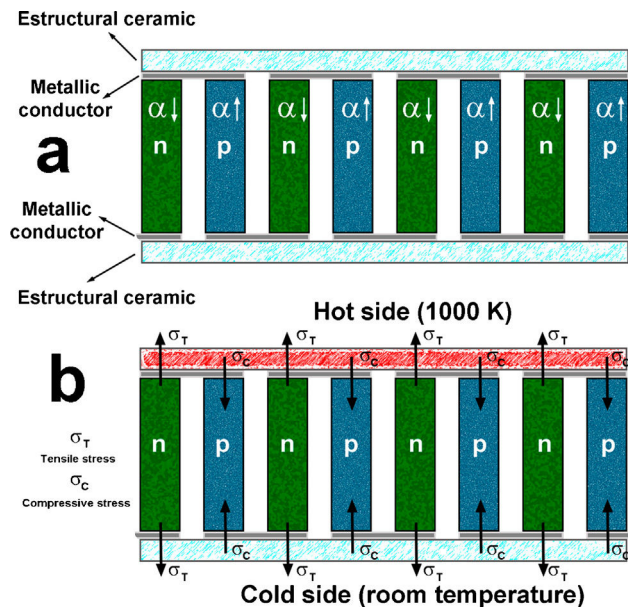 Estructural ceramic
Metallic
conductor
α↓ α↑ α↓ α↑ α↓ α↑ α↓ α↑
n p n p n p n p
a
Metallic
conductor
Estructural ceramic
Hot side (1000 K)
σT σT σT σT
σC σC σC σC
b
n p n p n p n p
σT
Tensile stress
σC
Compressive stress
σC σC σC σC
σT σT σT σT
Cold side (room temperature)